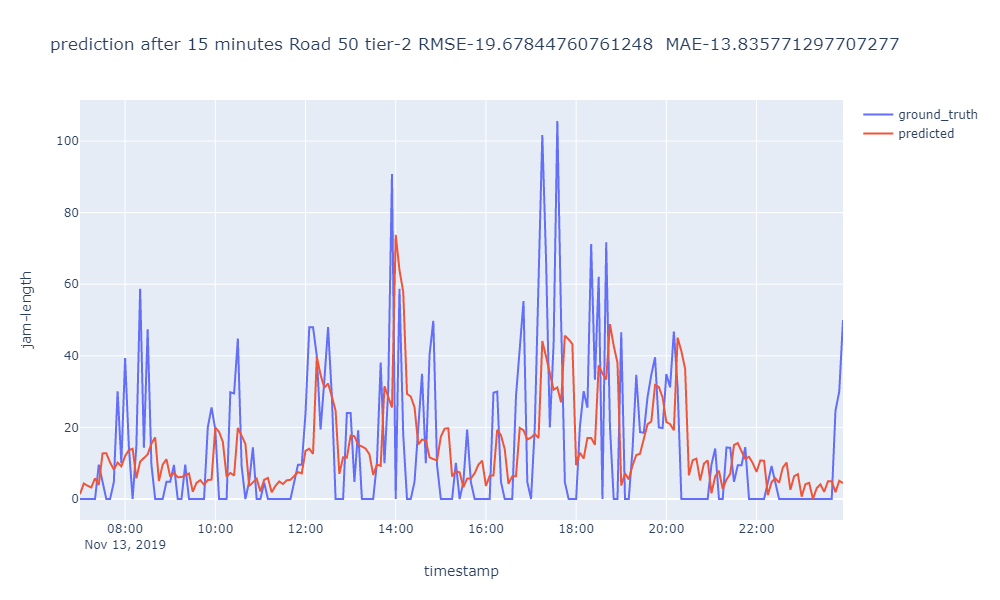 prediction after 15 minutes Road 50 tier-2 RMSE-19.67844760761248  MAE-13.835771297707277
ground_truth
predicted
100
80
60
40
20
0
jam-length
08:00 10:00 12:00 14:00 16:00 18:00 20:00 22:00
Nov 13, 2019
timestamp